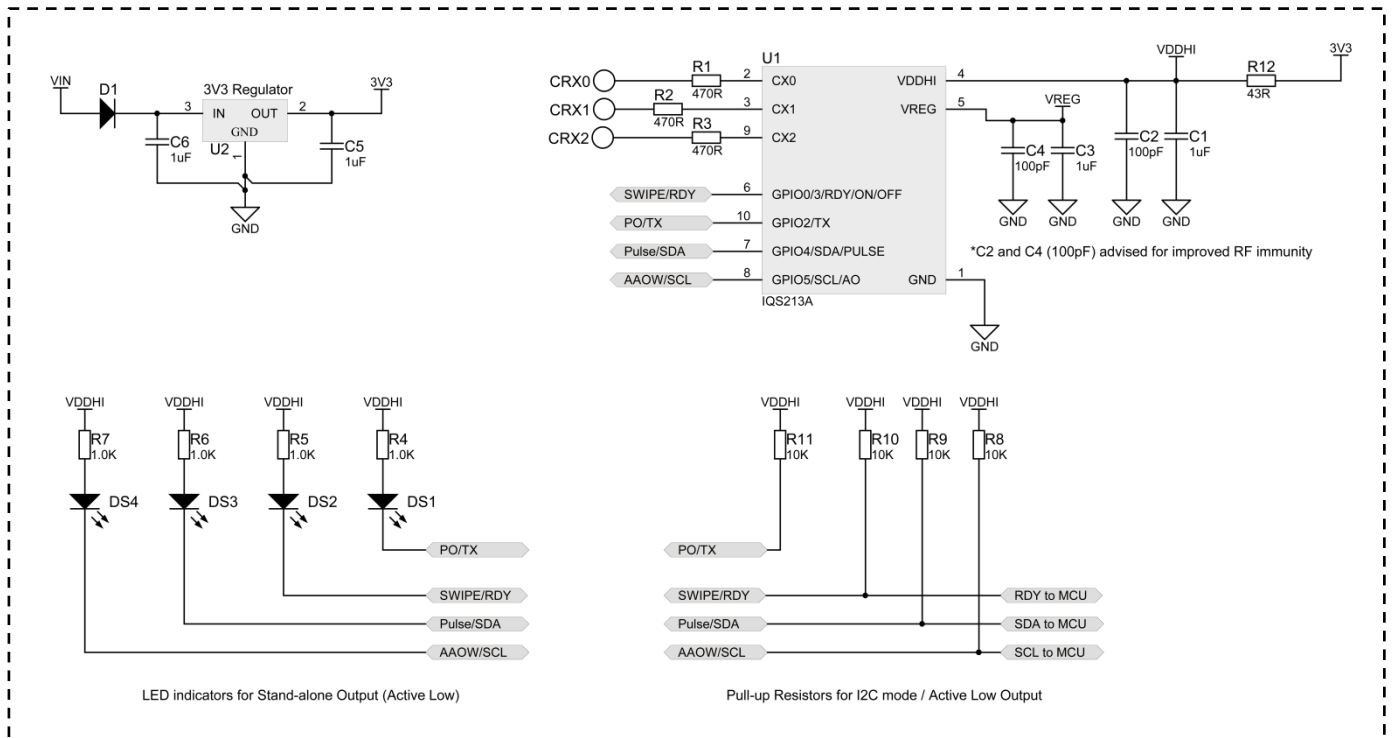 VIN
D1
3V3 Regulator
3V3
3
IN
OUT
2
GND
U2
1
C6
1uF
C5
1uF
GND
U1
CRX0
R1
470R
2
CX0
CRX1
R2
470R
3
CX1
CRX2
R3
470R
9
CX2
SWIPE/RDY
6
GPIO0/3/RDY/ON/OFF
PO/TX
10
GPIO2/TX
Pulse/SDA
7
GPIO4/SDA/PULSE
AAOW/SCL
8
GPIO5/SCL/AO
IQS213A
VDDHI
4
VREG
5
GND
1
GND
VREG
C4
100pF
C3
1uF
VDDHI
C2
100pF
C1
1uF
R12
43R
3V3
GND
GND
GND
GND
*C2 and C4 (100pF) advised for improved RF immunity
VDDHI
VDDHI
VDDHI
VDDHI
R7
1.0K
R6
1.0K
R5
1.0K
R4
1.0K
DS4
DS3
DS2
DS1
PO/TX
SWIPE/RDY
Pulse/SDA
AAOW/SCL
LED indicators for Stand-alone Output (Active Low)
VDDHI
VDDHI
VDDHI
VDDHI
R11
10K
R10
10K
R9
10K
R8
10K
PO/TX
SWIPE/RDY
RDY to MCU
Pulse/SDA
SDA to MCU
AAOW/SCL
SCL to MCU
Pull-up Resistors for I2C mode / Active Low Output